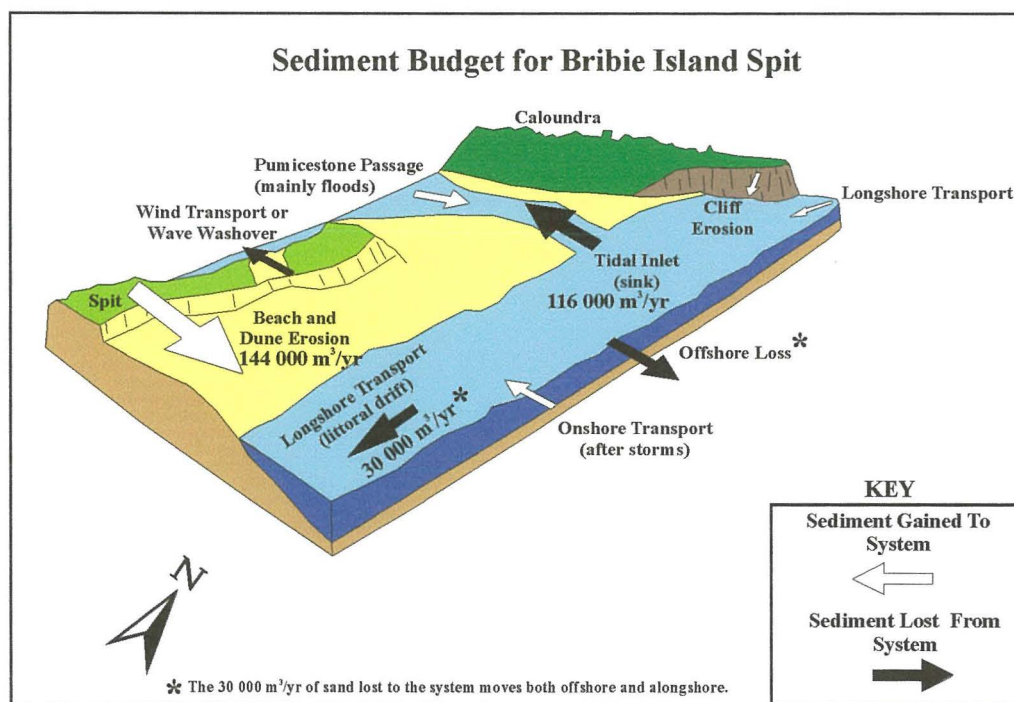 Sediment Budget for Bribie Island Spit
Caloundra
Pumicestone Passage
(mainly floods)
Wind Transport or
Wave Washover
Longshore Transport
Cliff
Erosion
Tidal Inlet
(sink)
116 000 m³/yr
Spit
Beach and
Dune Erosion
144 000 m³/yr
Offshore Loss*
Longshore Transport
(littoral drift)
30 000 m³/yr*
Onshore Transport
(after storms)
KEY
Sediment Gained To
System
Sediment Lost From
System
N
* The 30 000 m³/yr of sand lost to the system moves both offshore and alongshore.